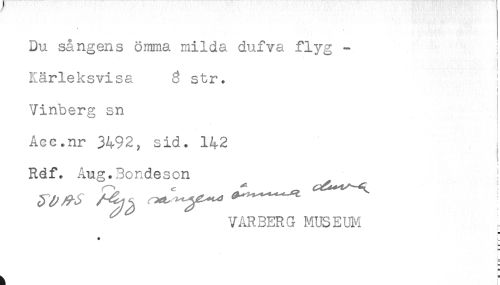 Du sångens ömma milda dufva flyg -
Kärleksvisa 8 str.
Vinberg sn
Acc.nr 3492, sid. 142
Rdf. Aug.Bondeson
SVAS Flyg sångens ömma duva
VARBERG MUSEUM